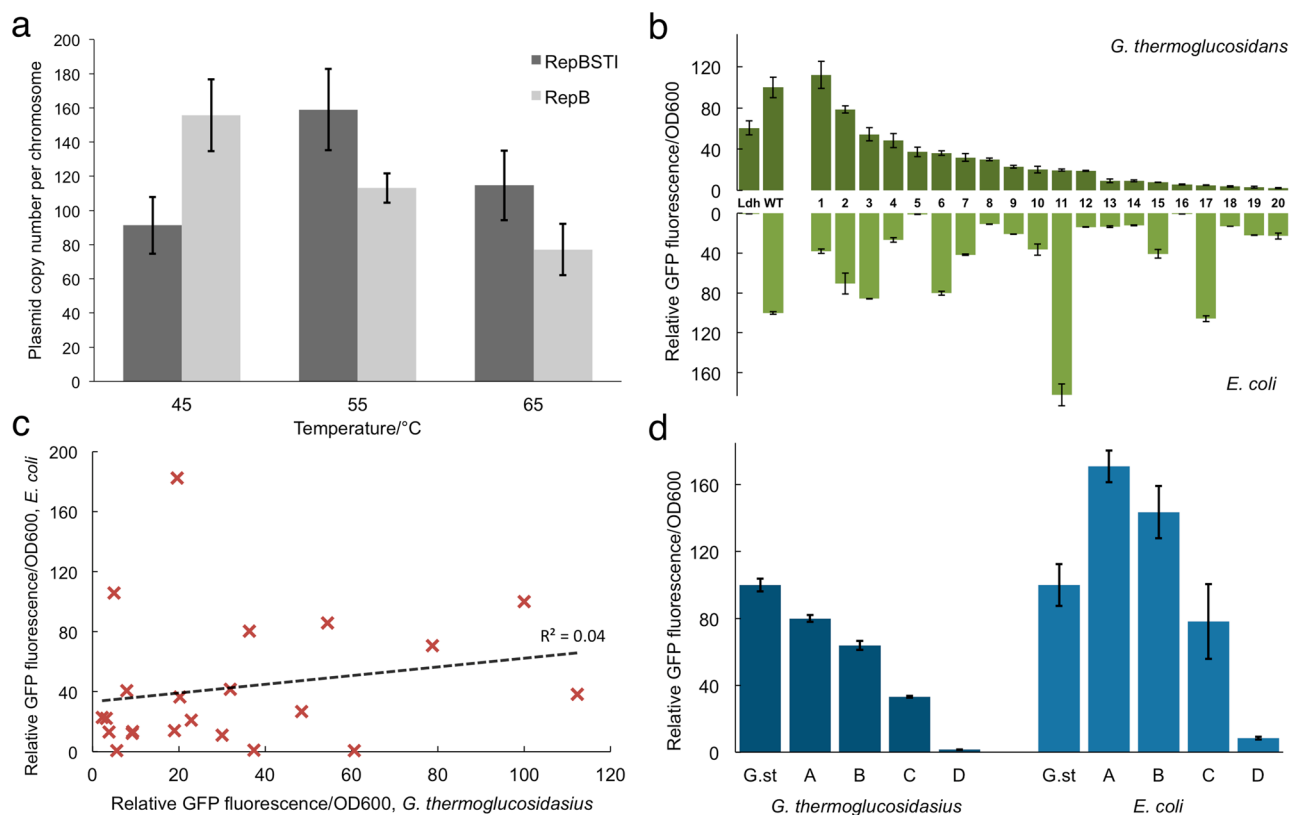 a
200
180
160
140
120
100
80
60
40
20
0
Plasmid copy number per chromosome
RepBSTI
RepB
45 55 65
Temperature/°C
b
G. thermoglucosidans
120
80
40
0
Relative GFP fluorescence/OD600
Ldh WT 1 2 3 4 5 6 7 8 9 10 11 12 13 14 15 16 17 18 19 20
0
40
80
120
160
E. coli
c
200
160
120
80
40
0
Relative GFP fluorescence/OD600, E. coli
R² = 0.04
0 20 40 60 80 100 120
Relative GFP fluorescence/OD600, G. thermoglucosidasius
d
160
120
80
40
0
Relative GFP fluorescence/OD600
G.st A B C D G.st A B C D
G. thermoglucosidasius E. coli